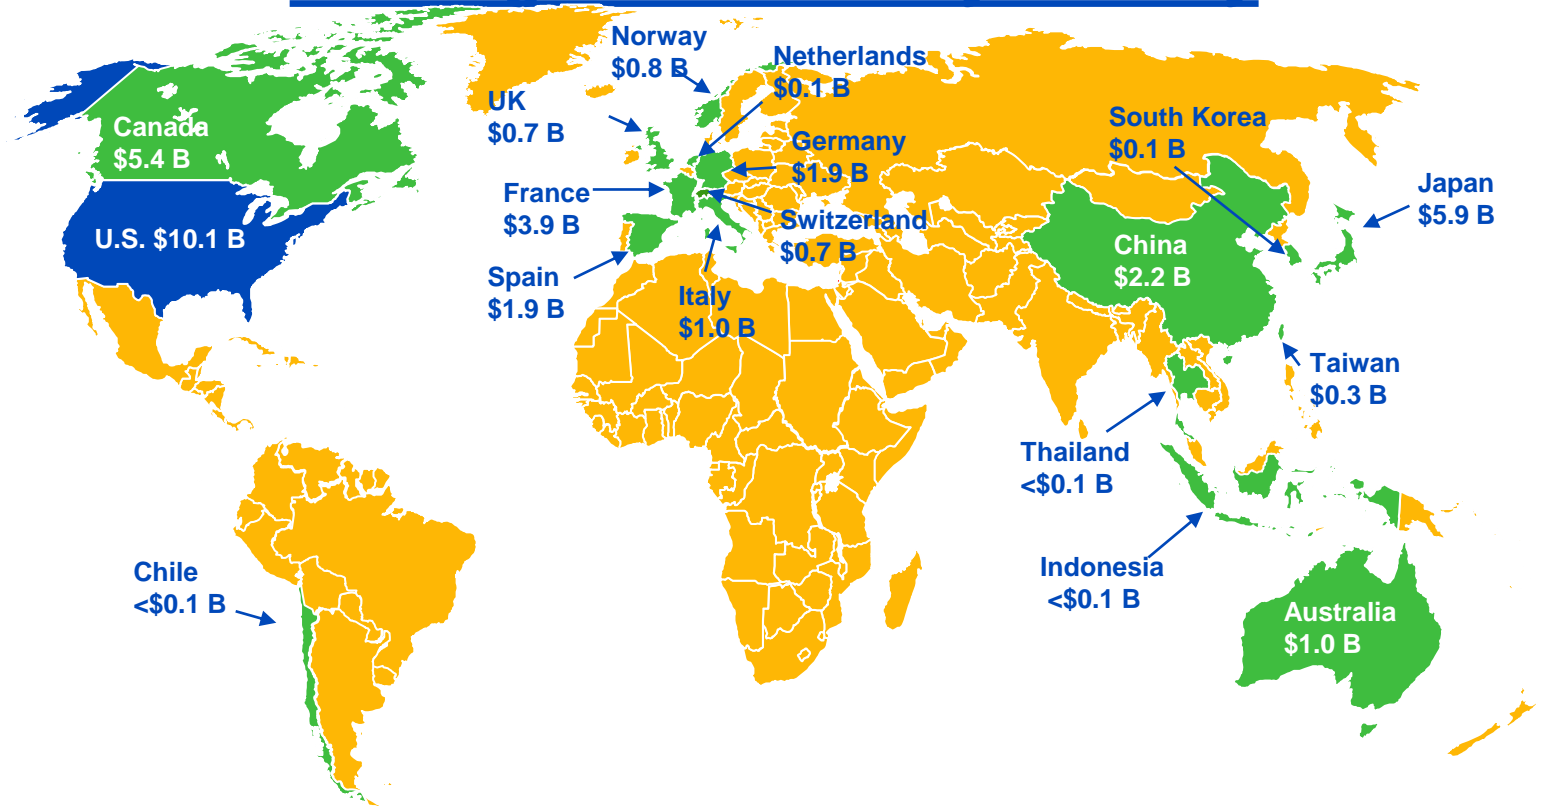 Norway
$0.8 B
Netherlands
$0.1 B
UK
$0.7 B
Canada
$5.4 B
South Korea
$0.1 B
Germany
$1.9 B
Japan
$5.9 B
France
$3.9 B
Switzerland
$0.7 B
U.S. $10.1 B
China
$2.2 B
Spain
$1.9 B
Italy
$1.0 B
Taiwan
$0.3 B
Thailand
<$0.1 B
Indonesia
<$0.1 B
Chile
<$0.1 B
Australia
$1.0 B